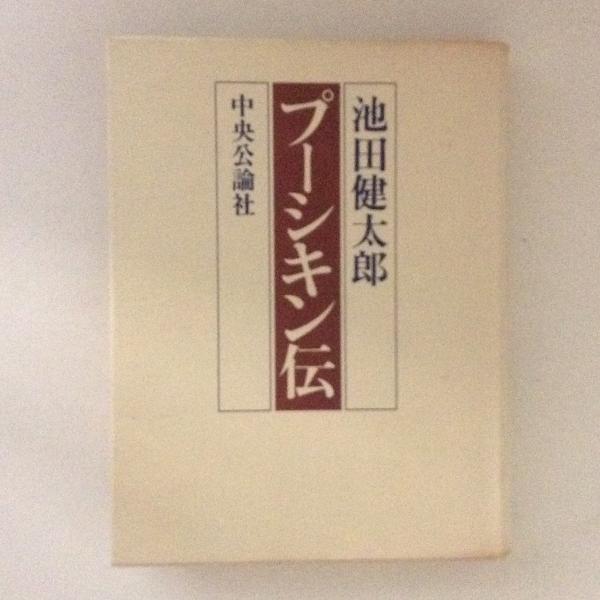 池田健太郎
プーシキン伝
中央公論社